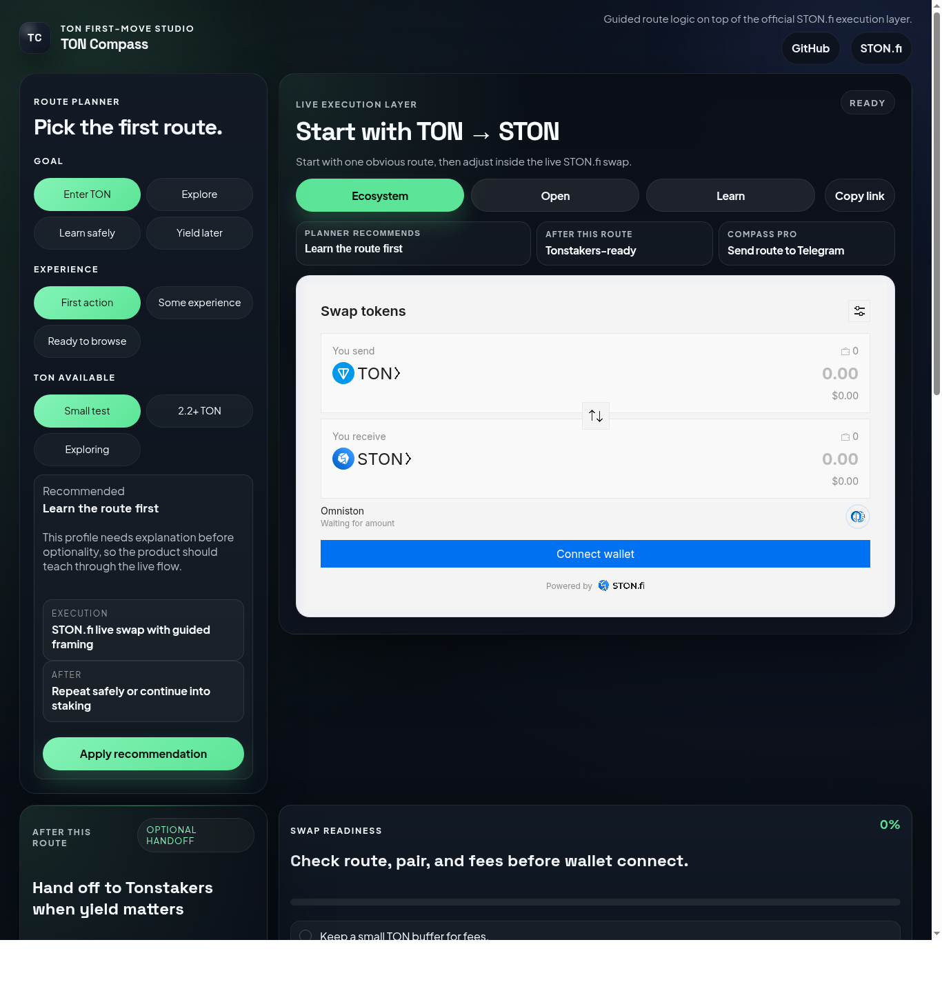 TC
TON FIRST-MOVE STUDIO
TON Compass
Guided route logic on top of the official STON.fi execution layer.
GitHub
STON.fi
ROUTE PLANNER
Pick the first route.
GOAL
Enter TON
Explore
Learn safely
Yield later
EXPERIENCE
First action
Some experience
Ready to browse
TON AVAILABLE
Small test
2.2+ TON
Exploring
Recommended
Learn the route first
This profile needs explanation before
optionality, so the product should
teach through the live flow.
EXECUTION
STON.fi live swap with guided
framing
AFTER
Repeat safely or continue into
staking
Apply recommendation
LIVE EXECUTION LAYER
READY
Start with TON → STON
Start with one obvious route, then adjust inside the live STON.fi swap.
Ecosystem
Open
Learn
Copy link
PLANNER RECOMMENDS
Learn the route first
AFTER THIS ROUTE
Tonstakers-ready
COMPASS PRO
Send route to Telegram
Swap tokens
You send
0
TON
0.00
$0.00
You receive
0
STON
0.00
$0.00
Omniston
Waiting for amount
Connect wallet
Powered by STON.fi
AFTER THIS
ROUTE
OPTIONAL
HANDOFF
Hand off to Tonstakers
when yield matters
SWAP READINESS
0%
Check route, pair, and fees before wallet connect.
Keep a small TON buffer for fees.